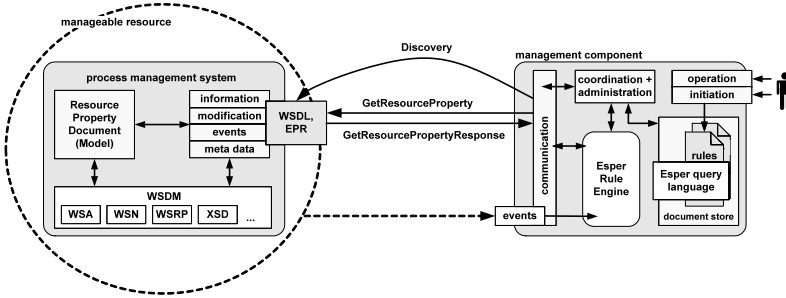 manageable resource
process management system
Resource
Property
Document
(Model)
information
modification
events
meta data
WSDL,
EPR
WSDM
WSA
WSN
WSRP
XSD
...
Discovery
GetResourceProperty
GetResourcePropertyResponse
management component
communication
coordination +
administration
operation
initiation
Esper
Rule
Engine
rules
Esper query
language
document store
events